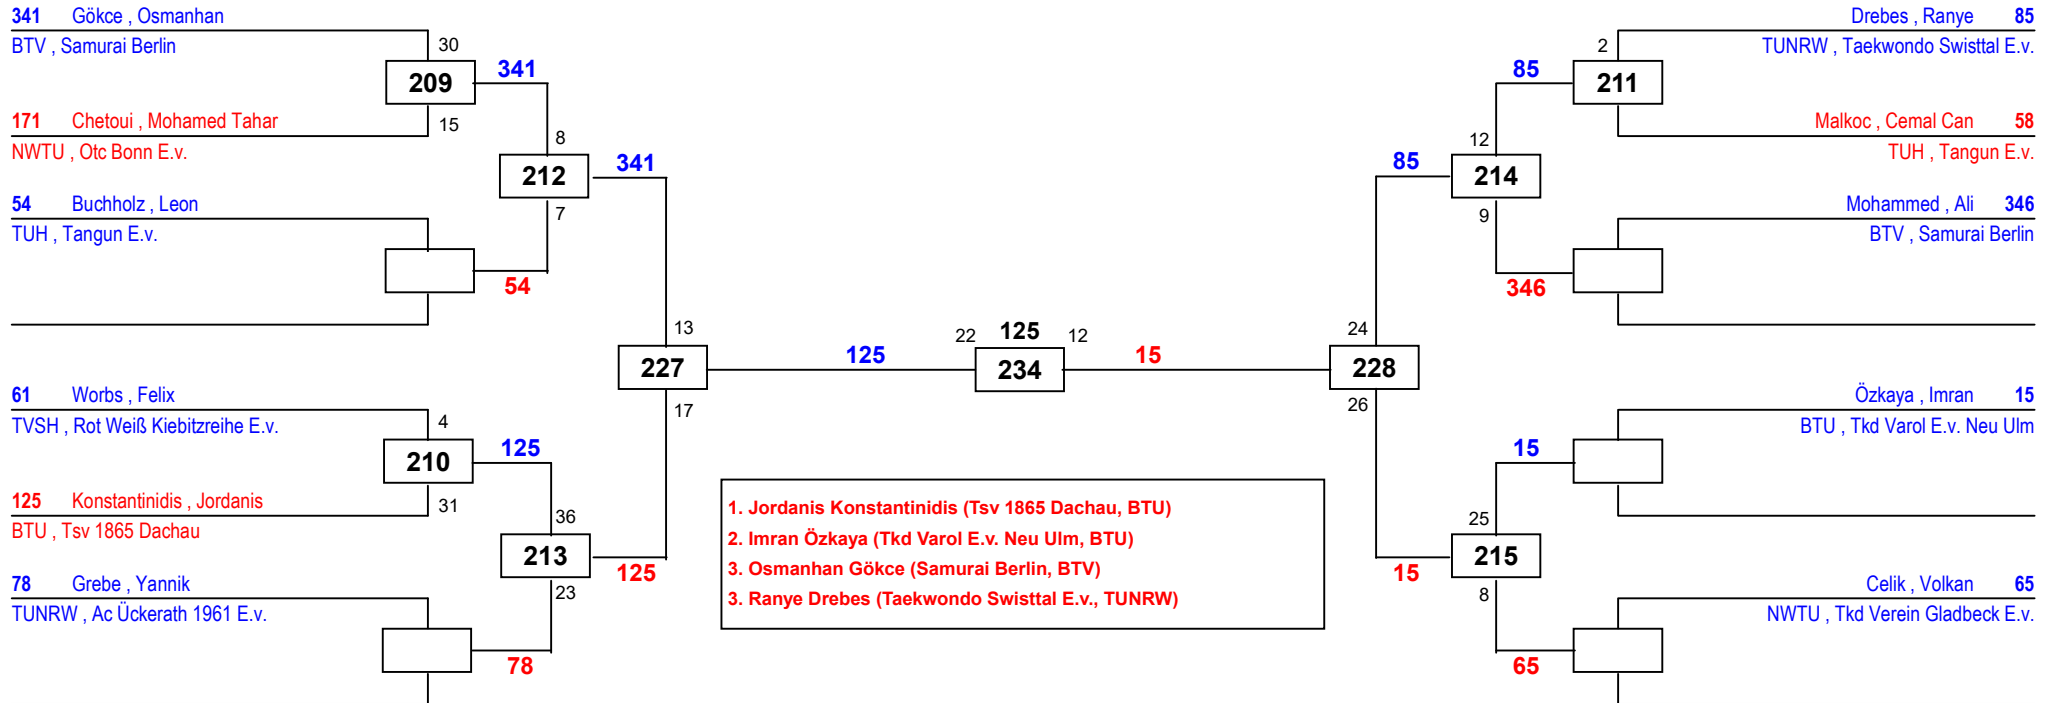 341 Gökce , Osmanhan
BTV , Samurai Berlin
30
209
341
171 Chetoui , Mohamed Tahar
15
NWTU , Otc Bonn E.v.
8
212
341
54 Buchholz , Leon
7
TUH , Tangun E.v.
54
13
227
125
17
61 Worbs , Felix
TVSH , Rot Weiß Kiebitzreihe E.v.
4
210
125
125 Konstantinidis , Jordanis
31
BTU , Tsv 1865 Dachau
36
213
125
78 Grebe , Yannik
23
TUNRW , Ac Ückerath 1961 E.v.
78
22 125 12
234
15
1. Jordanis Konstantinidis (Tsv 1865 Dachau, BTU)
2. Imran Özkaya (Tkd Varol E.v. Neu Ulm, BTU)
3. Osmanhan Gökce (Samurai Berlin, BTV)
3. Ranye Drebes (Taekwondo Swisttal E.v., TUNRW)
Drebes , Ranye 85
2
TUNRW , Taekwondo Swisttal E.v.
85
211
Malkoc , Cemal Can 58
12
TUH , Tangun E.v.
85
214
Mohammed , Ali 346
9
BTV , Samurai Berlin
346
24
228
26
Özkaya , Imran 15
BTU , Tkd Varol E.v. Neu Ulm
15
25
215
15
Celik , Volkan 65
8
NWTU , Tkd Verein Gladbeck E.v.
65